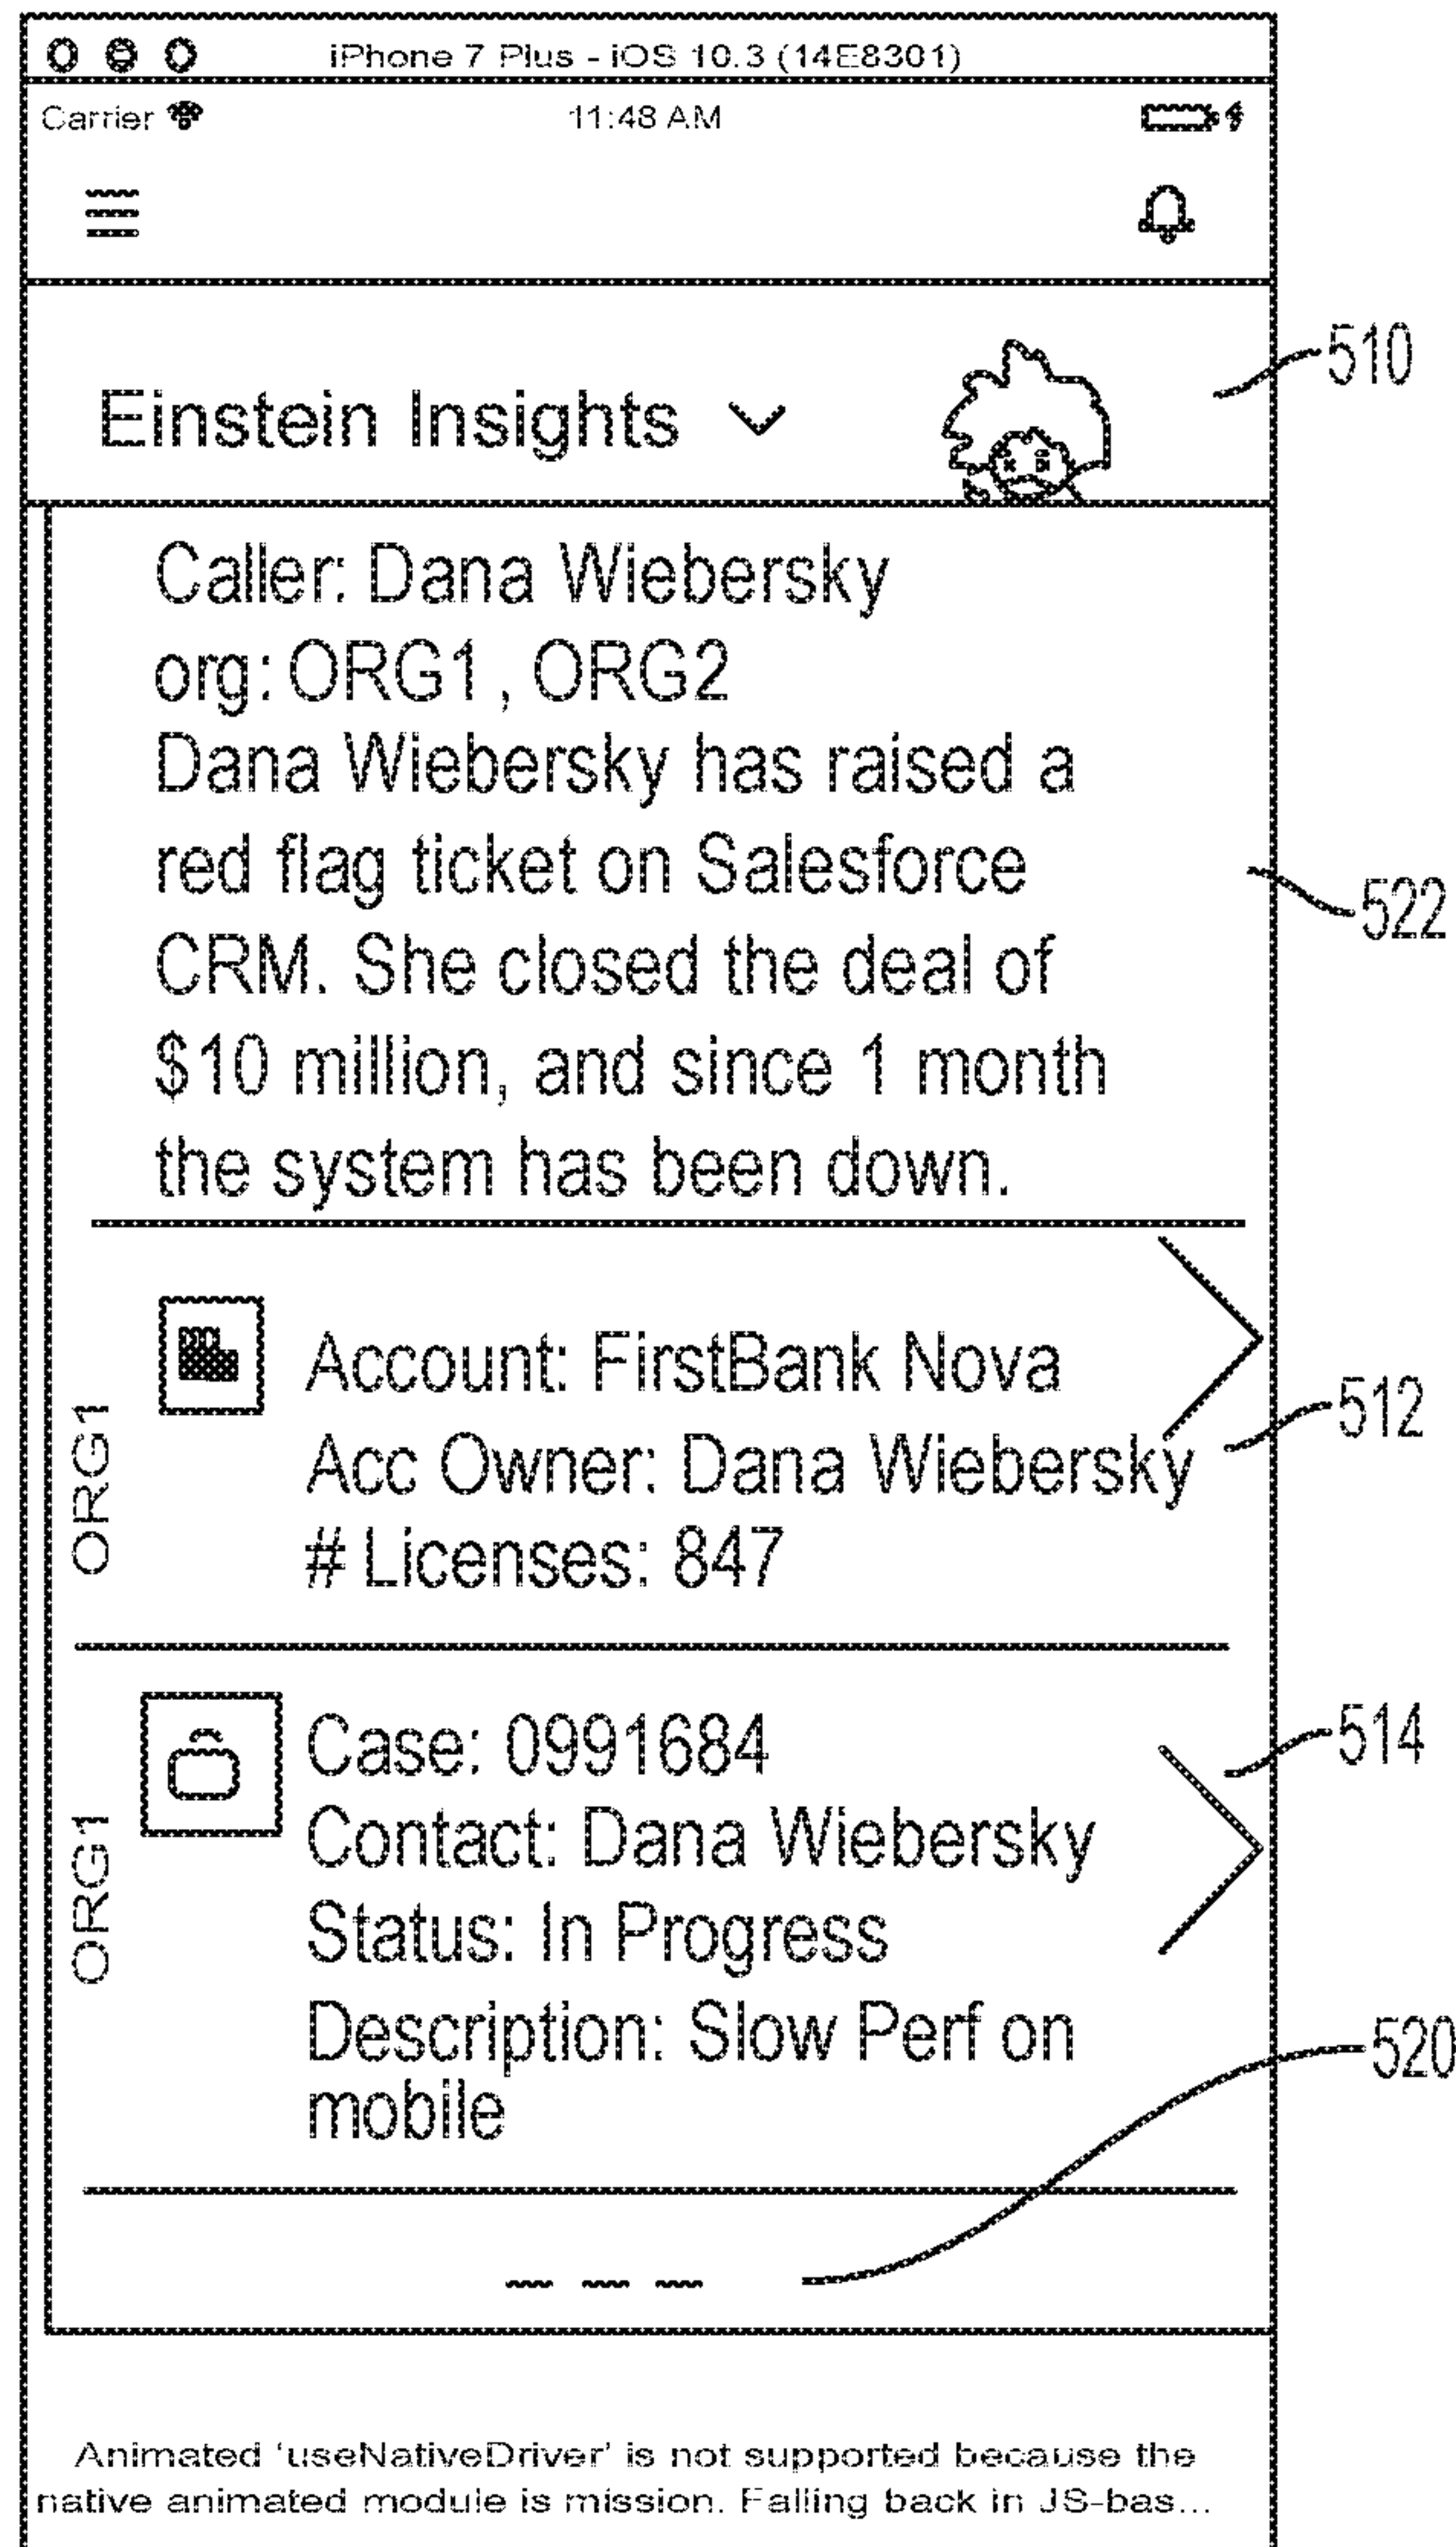 iPhone 7 Plus - iOS 10.3 (14E8301)
Carrier 11:48 AM
510
Einstein Insights
Caller: Dana Wiebersky
org: ORG1, ORG2
Dana Wiebersky has raised a
red flag ticket on Salesforce
522
CRM. She closed the deal of
$10 million, and since 1 month
the system has been down.
Account: FirstBank Nova
512
ORG1
Acc Owner: Dana Wiebersky
# Licenses: 847
Case: 0991684
514
Contact: Dana Wiebersky
ORG1
Status: In Progress
Description: Slow Perf on
520
mobile
Animated 'useNativeDriver' is not supported because the
native animated module is mission. Falling back in JS-bas...